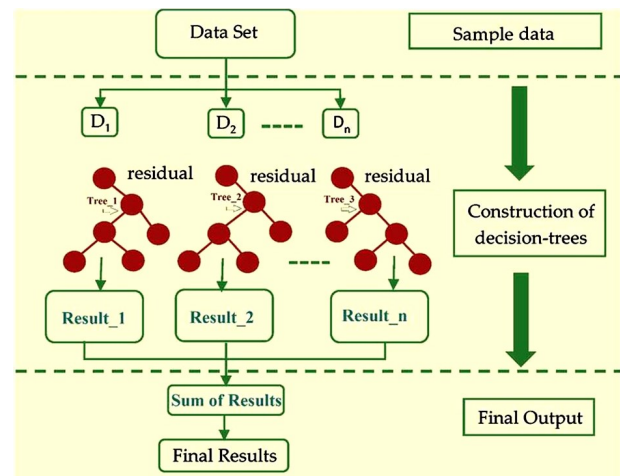 Data Set
Sample data
D₁
D₂
Dₙ
residual
residual
residual
Tree_1
Tree_2
Tree_3
Construction of
decision-trees
Result_1
Result_2
Result_n
Sum of Results
Final Output
Final Results